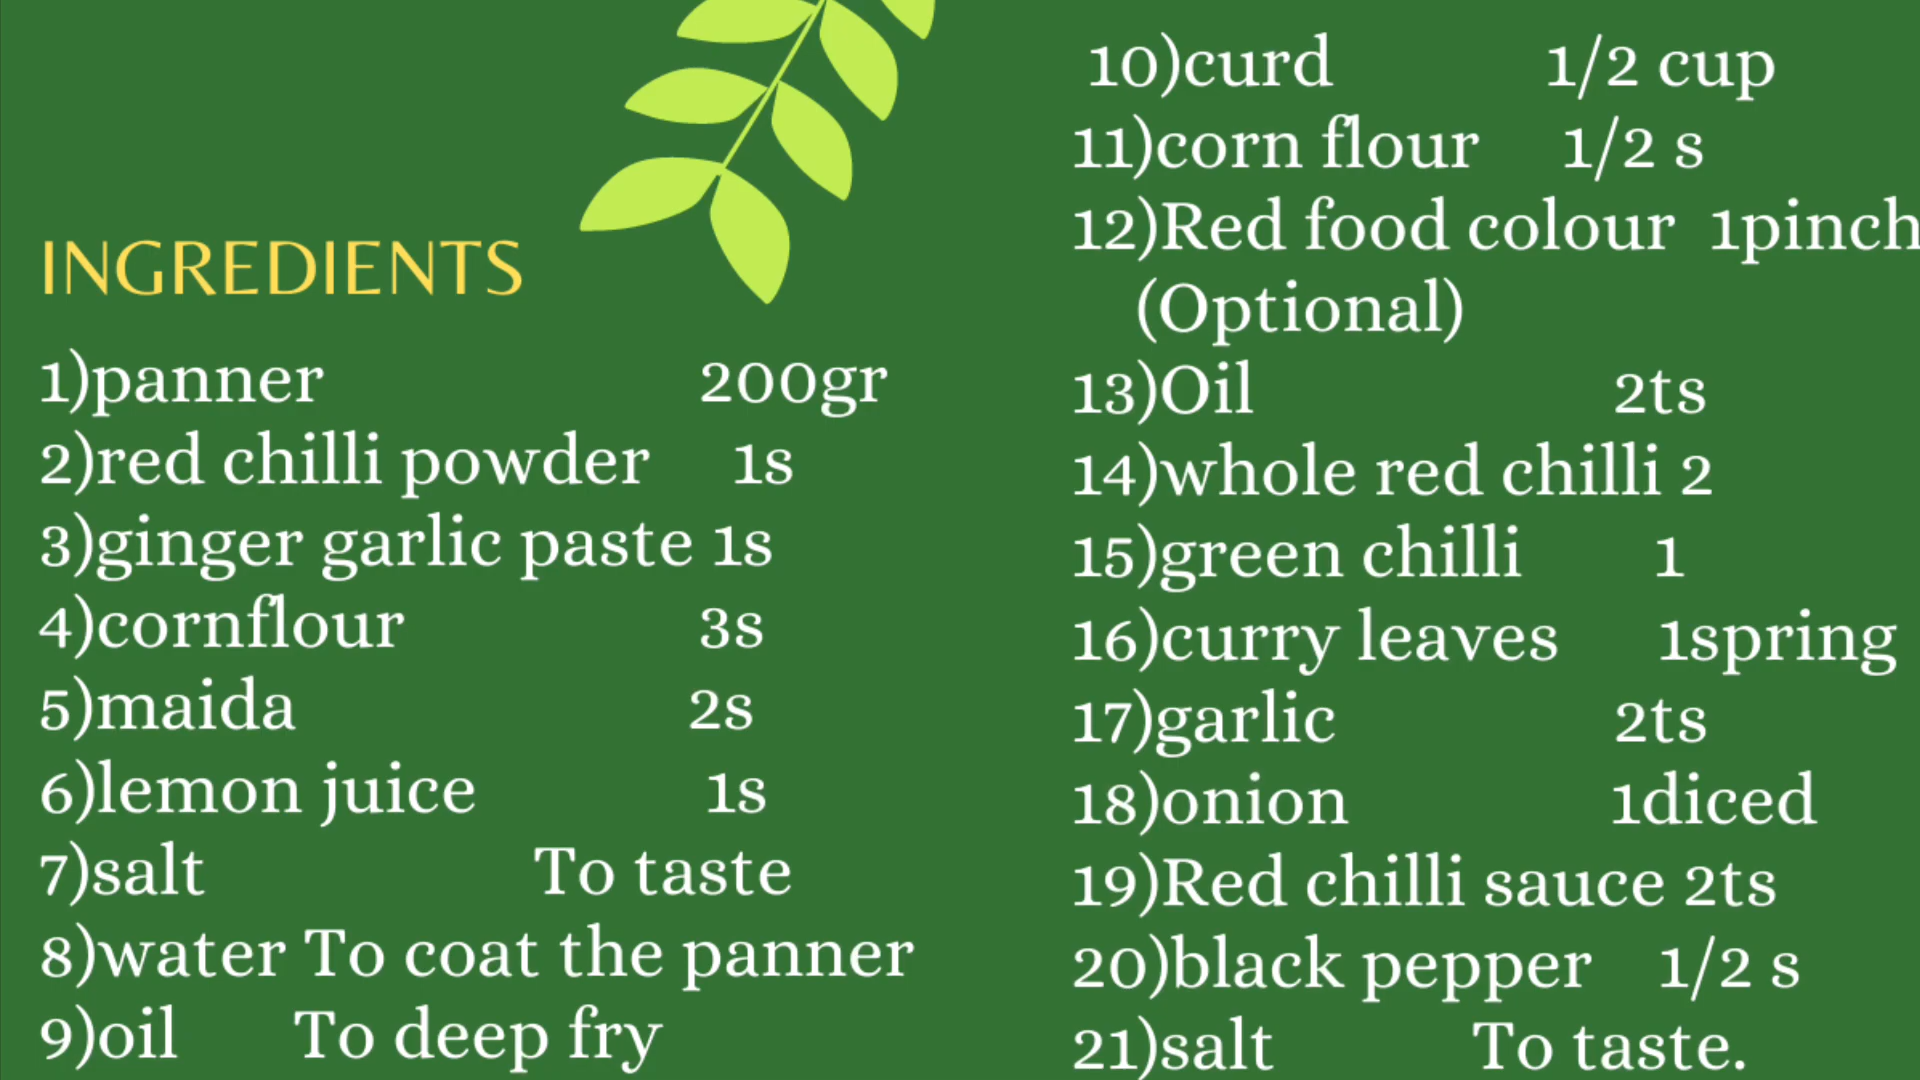 INGREDIENTS
1)panner 200gr
2)red chilli powder 1s
3)ginger garlic paste 1s
4)cornflour 3s
5)maida 2s
6)lemon juice 1s
7)salt To taste
8)water To coat the panner
9)oil To deep fry
10)curd 1/2 cup
11)corn flour 1/2 s
12)Red food colour 1pinch
(Optional)
13)Oil 2ts
14)whole red chilli 2
15)green chilli 1
16)curry leaves 1spring
17)garlic 2ts
18)onion 1diced
19)Red chilli sauce 2ts
20)black pepper 1/2 s
21)salt To taste.